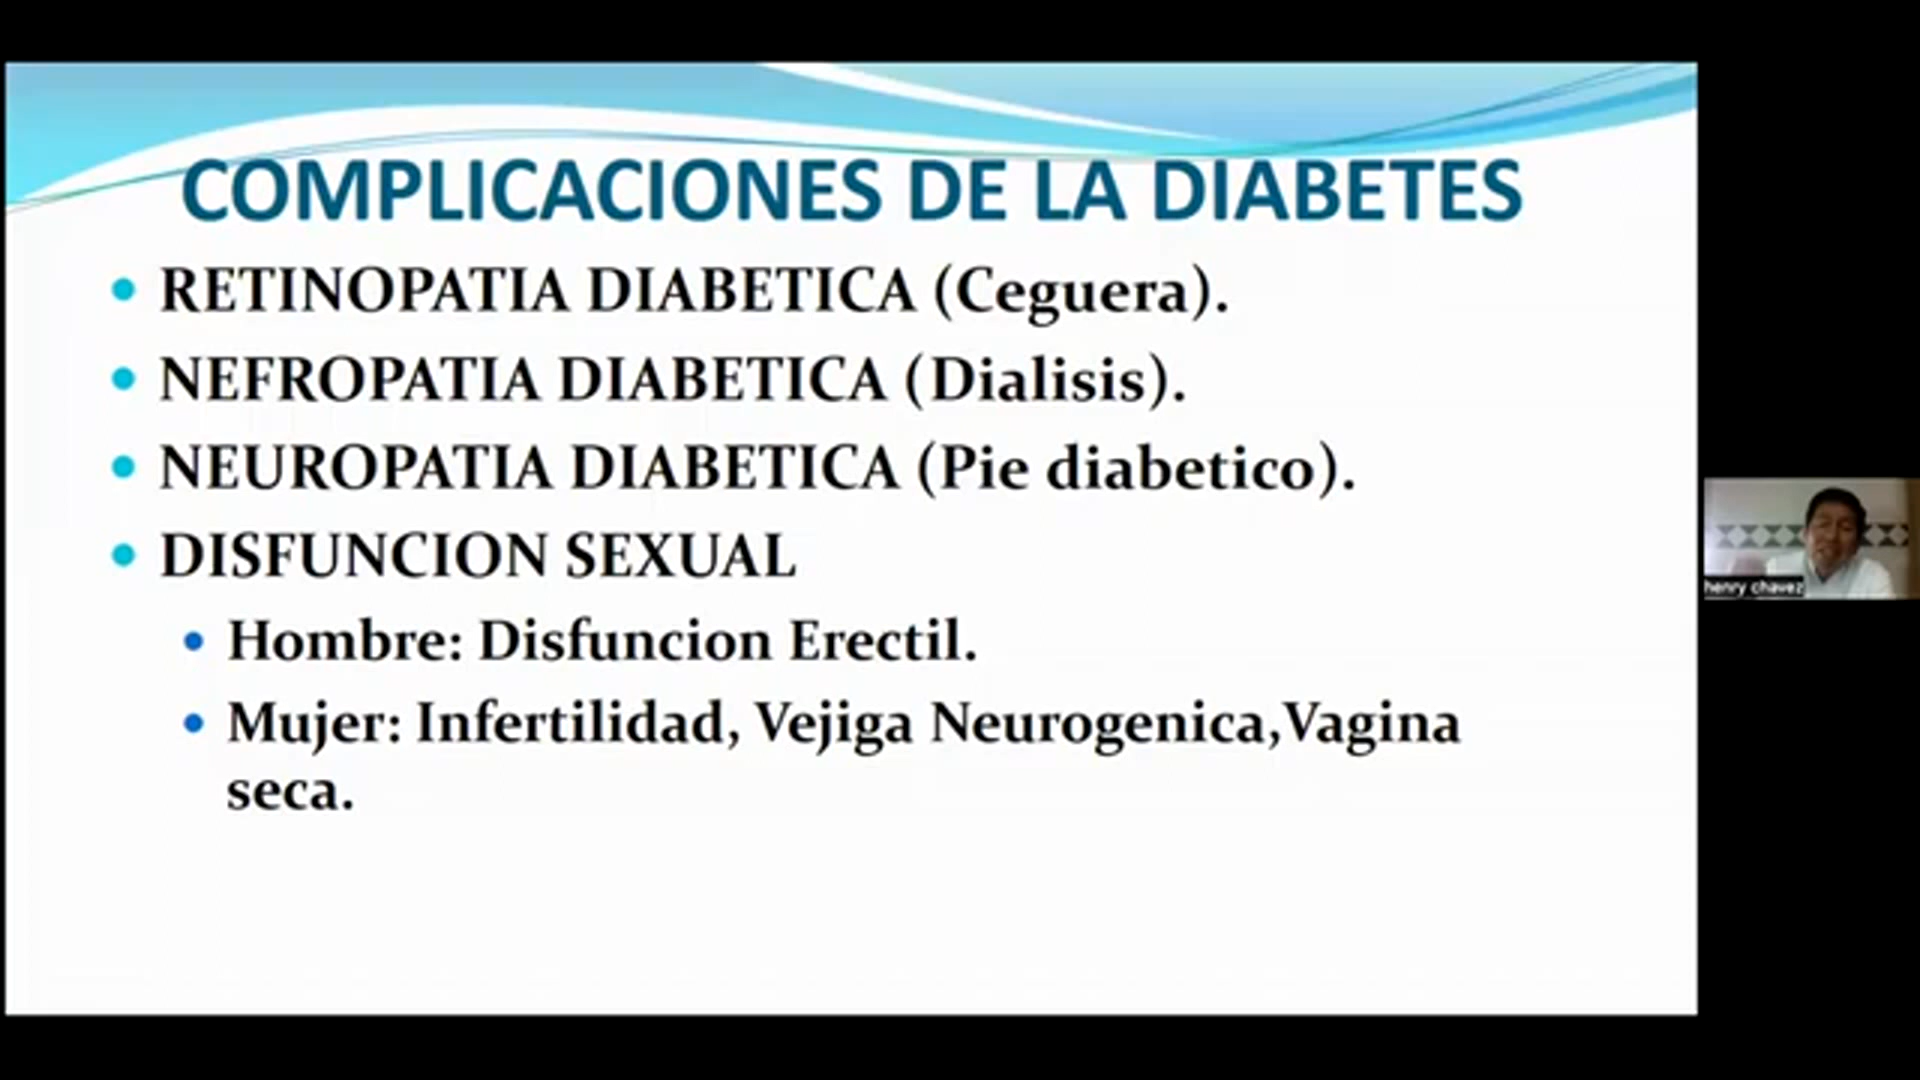 COMPLICACIONES DE LA DIABETES
RETINOPATIA DIABETICA (Ceguera).
NEFROPATIA DIABETICA (Dialisis).
NEUROPATIA DIABETICA (Pie diabetico).
DISFUNCION SEXUAL
Hombre: Disfuncion Erectil.
Mujer: Infertilidad, Vejiga Neurogenica,Vagina
seca.
henry chavez